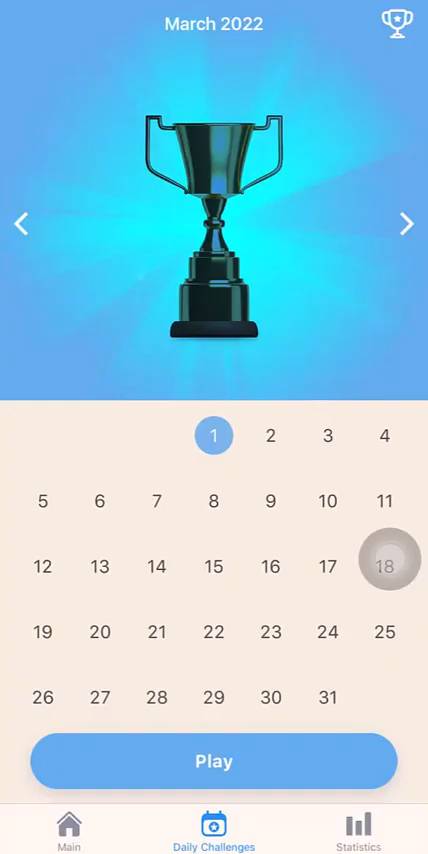 March 2022
1 2 3 4
5 6 7 8 9 10 11
12 13 14 15 16 17 18
19 20 21 22 23 24 25
26 27 28 29 30 31
Play
Main Daily Challenges Statistics